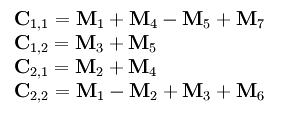 C1,1 = M1 + M4 − M5 + M7
C1,2 = M3 + M5
C2,1 = M2 + M4
C2,2 = M1 − M2 + M3 + M6